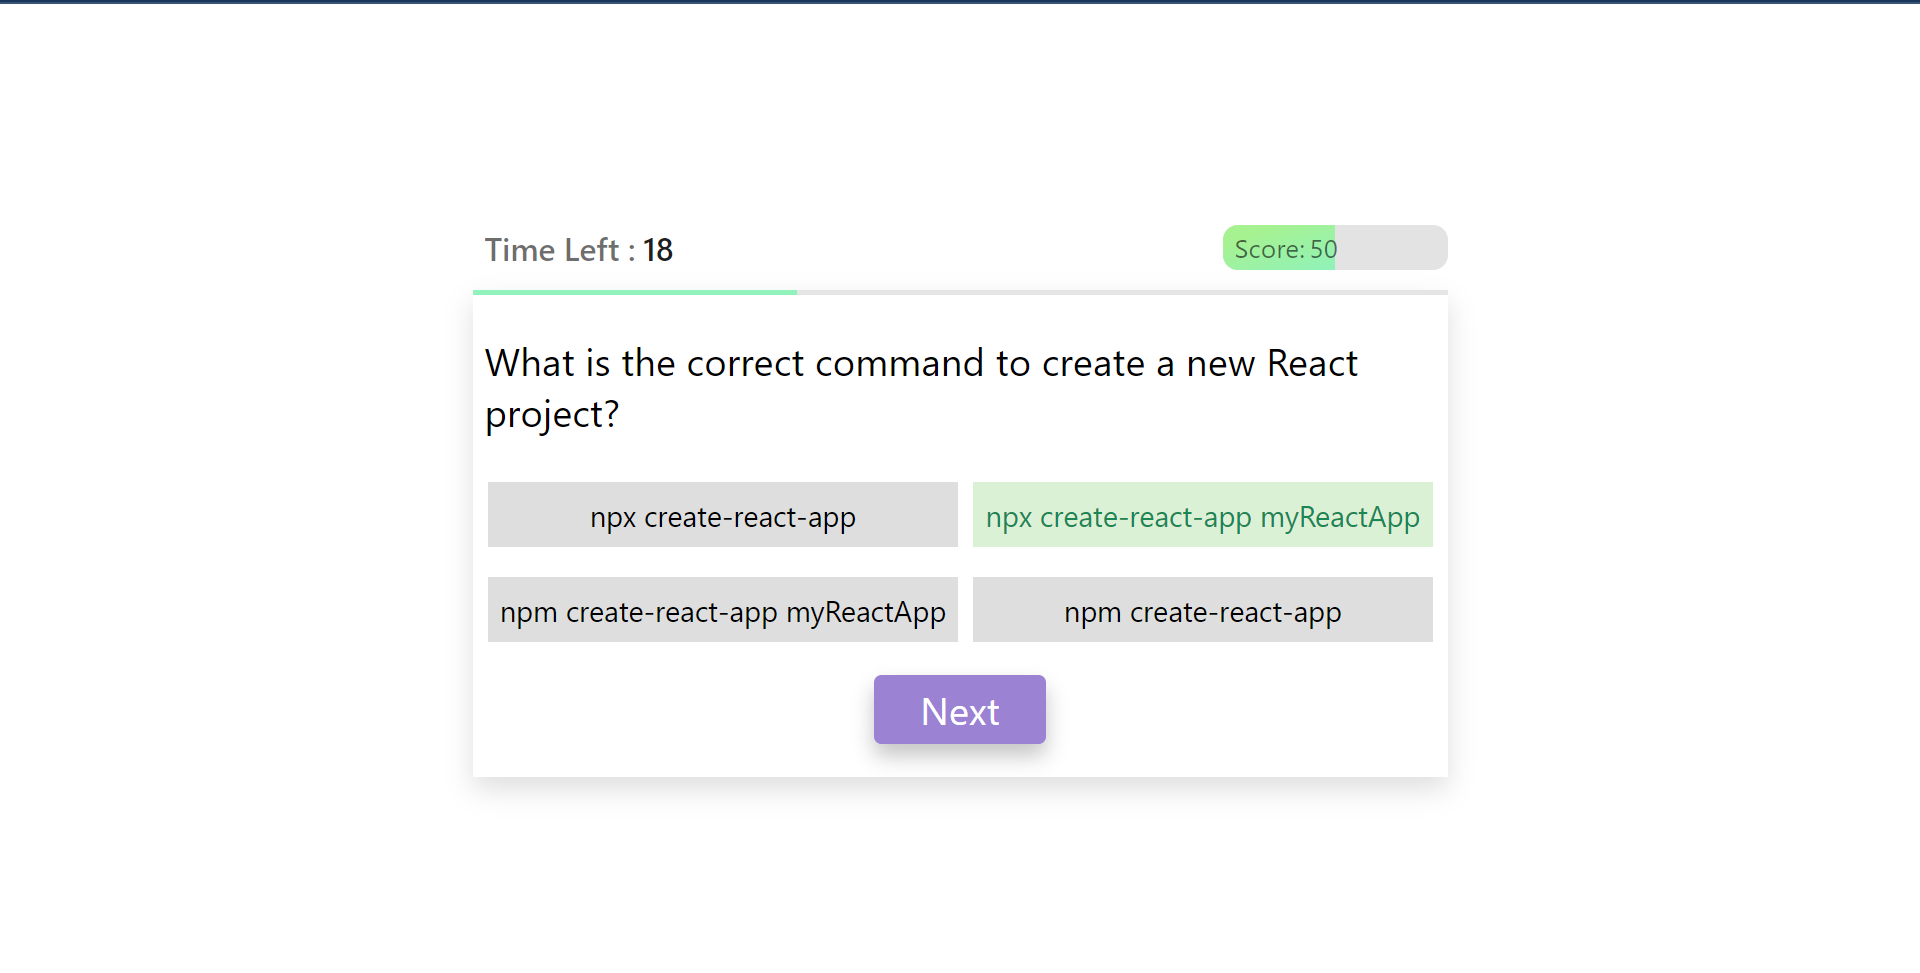 Time Left : 18
Score: 50
What is the correct command to create a new React
project?
npx create-react-app
npx create-react-app myReactApp
npm create-react-app myReactApp
npm create-react-app
Next